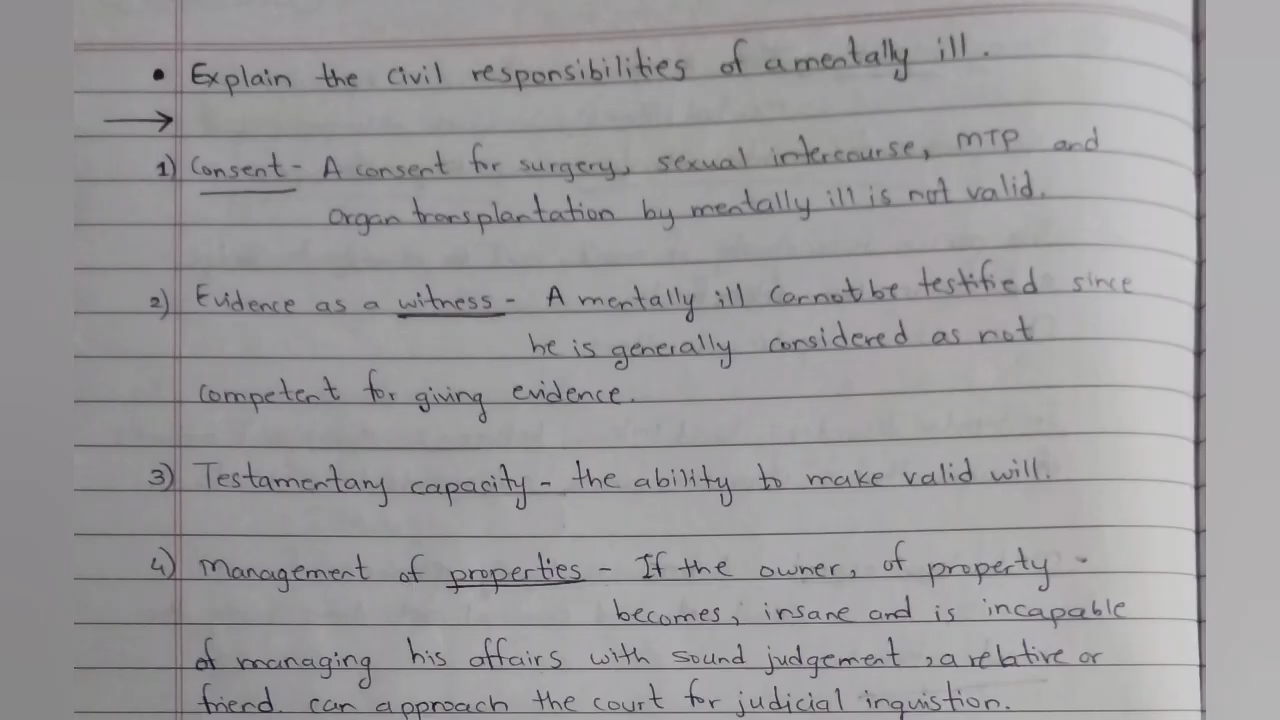 • Explain the civil responsibilities of a mentally ill.
→
1) Consent - A consent for surgery, sexual intercourse, MTP and
organ transplantation by mentally ill is not valid.
2) Evidence as a witness - A mentally ill cannot be testified since
he is generally considered as not
competent for giving evidence.
3) Testamentary capacity - the ability to make valid will.
4) Management of properties - If the owner, of property -
becomes, insane and is incapable
of managing his affairs with sound judgement, a relative or
friend. can approach the court for judicial inquistion.